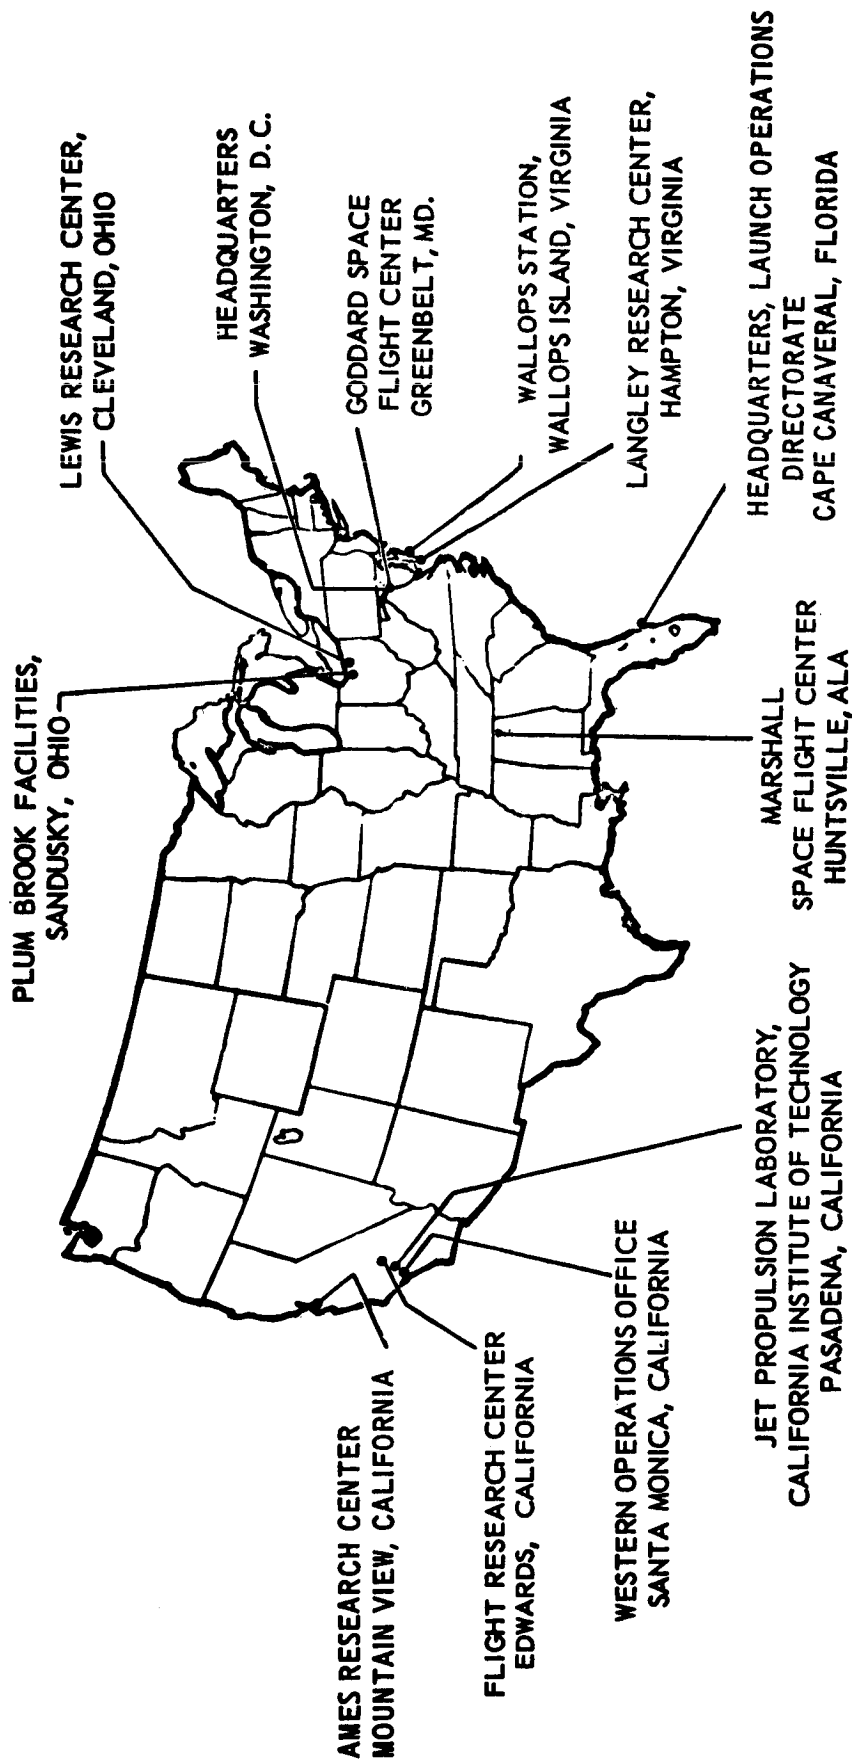 PLUM BROOK FACILITIES,
SANDUSKY, OHIO
LEWIS RESEARCH CENTER,
CLEVELAND, OHIO
HEADQUARTERS
WASHINGTON, D.C.
GODDARD SPACE
FLIGHT CENTER
GREENBELT, MD.
WALLOPS STATION,
WALLOPS ISLAND, VIRGINIA
LANGLEY RESEARCH CENTER,
HAMPTON, VIRGINIA
HEADQUARTERS, LAUNCH OPERATIONS
DIRECTORATE
CAPE CANAVERAL, FLORIDA
MARSHALL
SPACE FLIGHT CENTER
HUNTSVILLE, ALA
JET PROPULSION LABORATORY,
CALIFORNIA INSTITUTE OF TECHNOLOGY
PASADENA, CALIFORNIA
WESTERN OPERATIONS OFFICE
SANTA MONICA, CALIFORNIA
FLIGHT RESEARCH CENTER
EDWARDS, CALIFORNIA
AMES RESEARCH CENTER
MOUNTAIN VIEW, CALIFORNIA